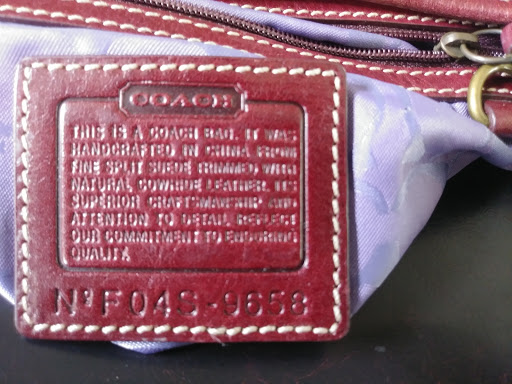 COACH
THIS IS A COACH BAG. IT WAS
HANDCRAFTED IN CHINA FROM
FINE SPLIT SUEDE TRIMMED WITH
NATURAL COWHIDE LEATHER. ITS
SUPERIOR CRAFTSMANSHIP AND
ATTENTION TO DETAIL REFLECT
OUR COMMITMENT TO ENDURING
QUALITY.
Nº F04S-9658